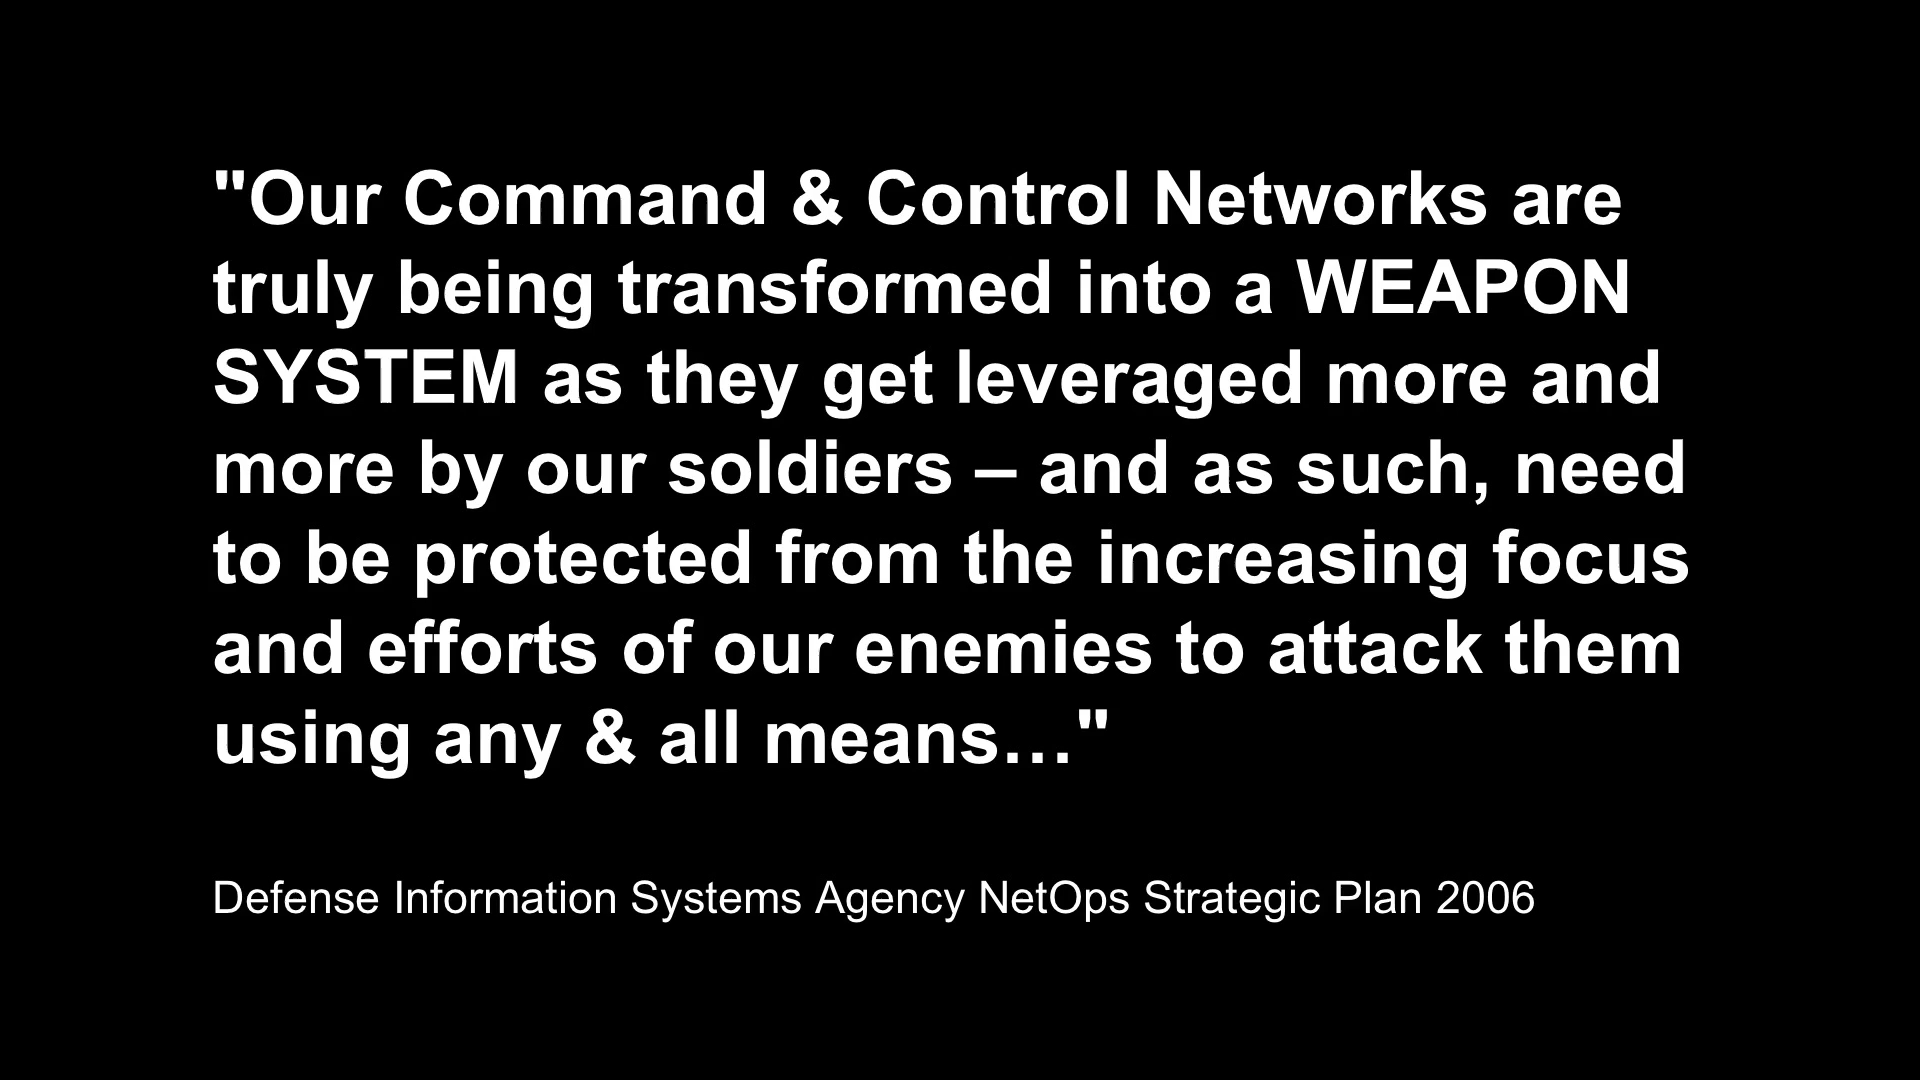 "Our Command & Control Networks are
truly being transformed into a WEAPON
SYSTEM as they get leveraged more and
more by our soldiers – and as such, need
to be protected from the increasing focus
and efforts of our enemies to attack them
using any & all means…"
Defense Information Systems Agency NetOps Strategic Plan 2006